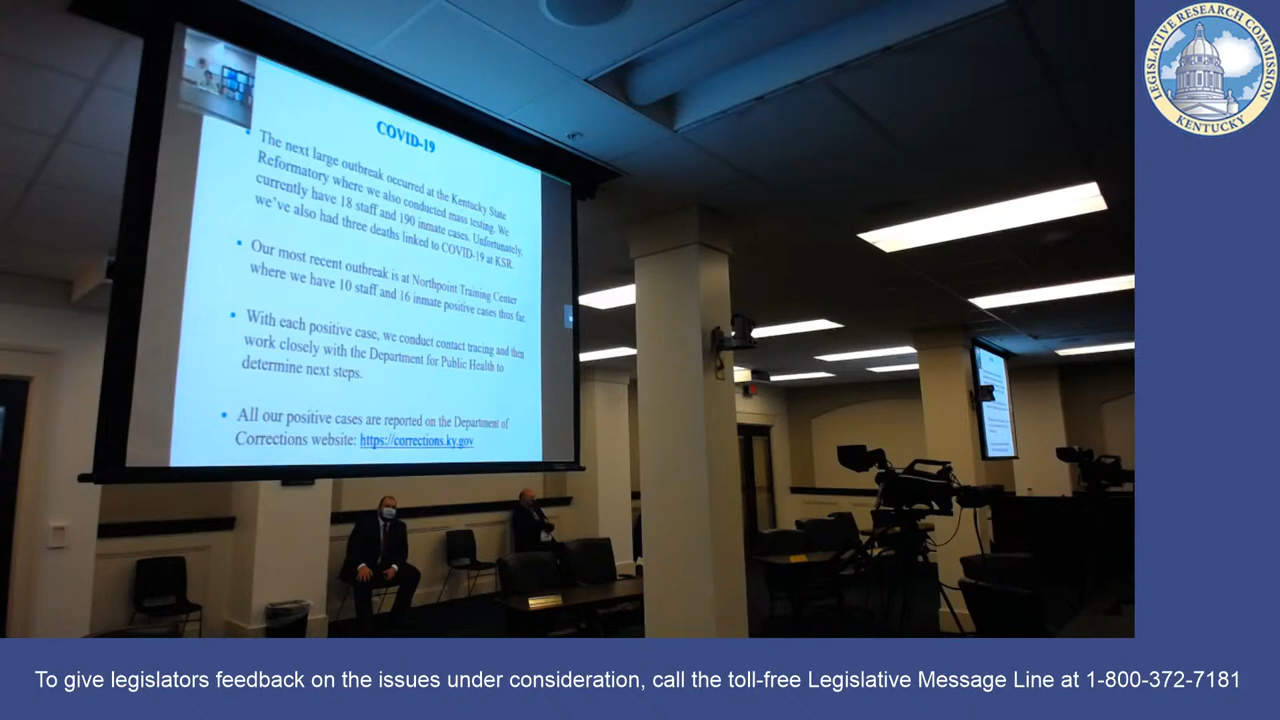 COVID-19
The next large outbreak occurred at the Kentucky State
Reformatory where we also conducted mass testing. We
currently have 18 staff and 190 inmate cases. Unfortunately,
we've also had three deaths linked to COVID-19 at KSR.
Our most recent outbreak is at Northpoint Training Center
where we have 10 staff and 16 inmate positive cases thus far.
With each positive case, we conduct contact tracing and then
work closely with the Department for Public Health to
determine next steps.
All our positive cases are reported on the Department of
Corrections website: https://corrections.ky.gov
LEGISLATIVE RESEARCH COMMISSION
KENTUCKY
To give legislators feedback on the issues under consideration, call the toll-free Legislative Message Line at 1-800-372-7181